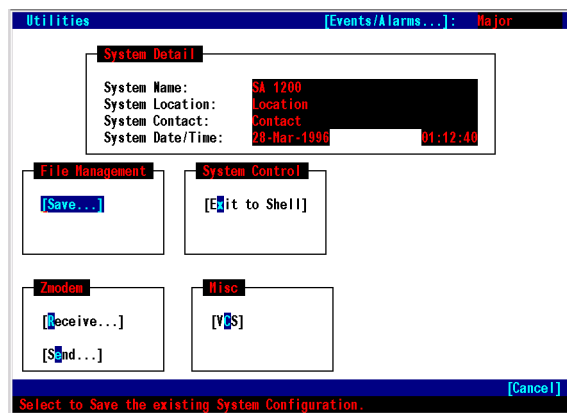 Utilities [Events/Alarms...]: Major
System Detail
System Name: SA 1200
System Location: Location
System Contact: Contact
System Date/Time: 28-Mar-1996 01:12:40
File Management System Control
[Save...] [Exit to Shell]
Zmodem Misc
[Receive...] [VCS]
[Send...]
[Cancel]
Select to Save the existing System Configuration.